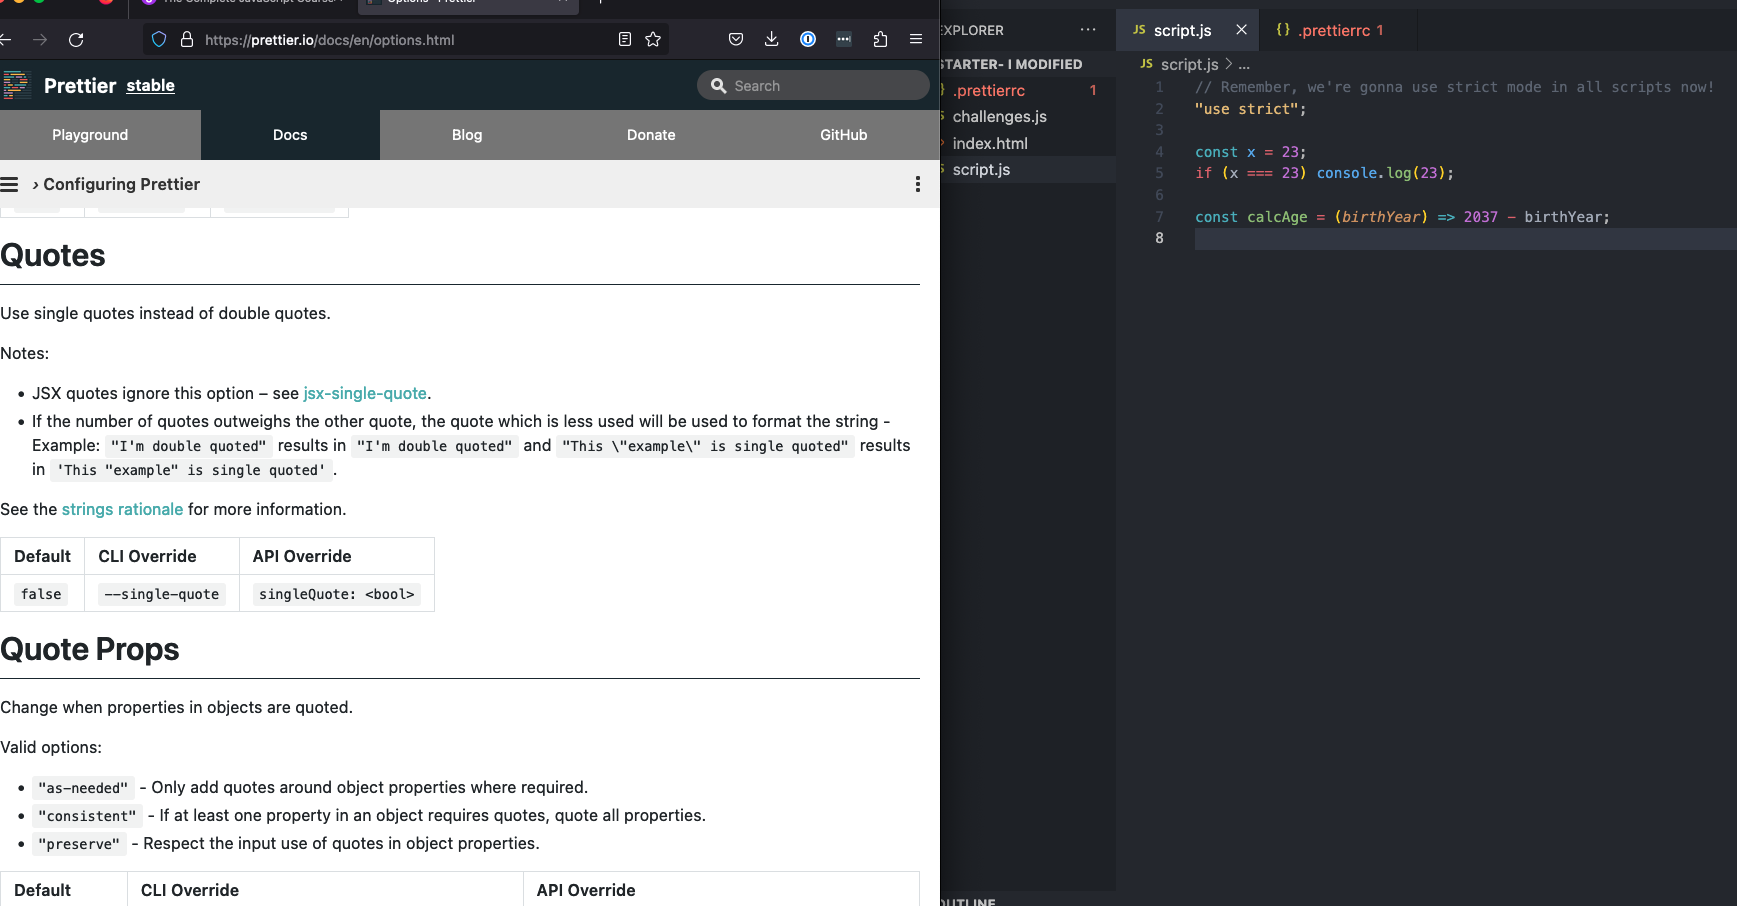 The Complete JavaScript Course
Options · Prettier
https://prettier.io/docs/en/options.html
Prettier stable
Search
Playground
Docs
Blog
Donate
GitHub
› Configuring Prettier
Quotes
Use single quotes instead of double quotes.
Notes:
• JSX quotes ignore this option – see jsx-single-quote.
• If the number of quotes outweighs the other quote, the quote which is less used will be used to format the string -
Example: "I'm double quoted" results in "I'm double quoted" and "This \"example\" is single quoted" results
in 'This "example" is single quoted'.
See the strings rationale for more information.
Default CLI Override API Override
false --single-quote singleQuote: <bool>
Quote Props
Change when properties in objects are quoted.
Valid options:
• "as-needed" - Only add quotes around object properties where required.
• "consistent" - If at least one property in an object requires quotes, quote all properties.
• "preserve" - Respect the input use of quotes in object properties.
Default CLI Override API Override
EXPLORER ...
STARTER- I MODIFIED
.prettierrc 1
challenges.js
index.html
script.js
OUTLINE
JS script.js
{} .prettierrc 1
JS script.js > ...
1 // Remember, we're gonna use strict mode in all scripts now!
2 "use strict";
3
4 const x = 23;
5 if (x === 23) console.log(23);
6
7 const calcAge = (birthYear) => 2037 - birthYear;
8